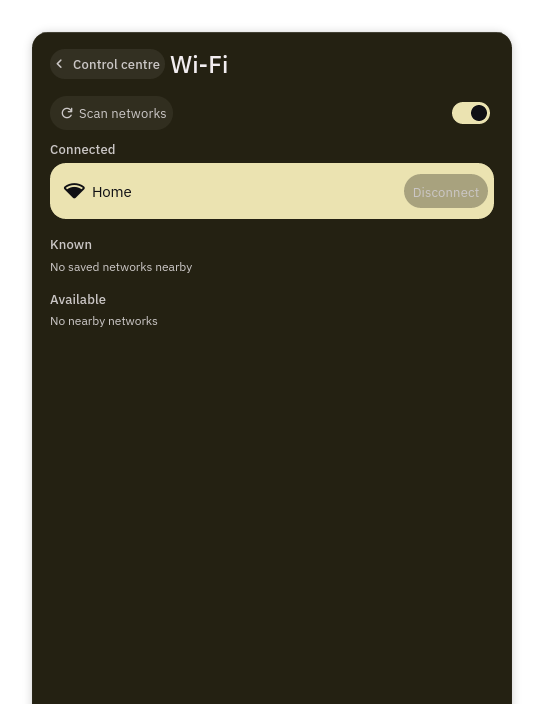 Control centre Wi-Fi
Scan networks
Connected
Home Disconnect
Known
No saved networks nearby
Available
No nearby networks